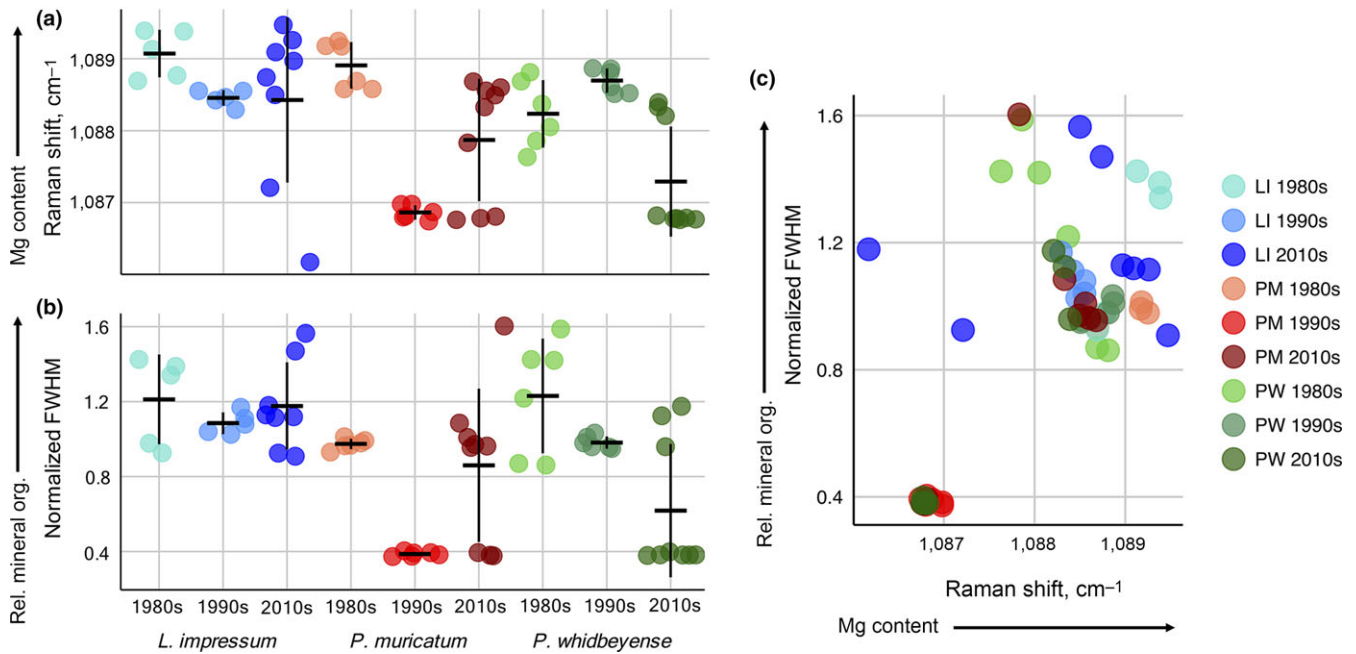 (a)
Mg content
Raman shift, cm–1
1,089
1,088
1,087
(b)
Rel. mineral org.
Normalized FWHM
1.6
1.2
0.8
0.4
1980s 1990s 2010s 1980s 1990s 2010s 1980s 1990s 2010s
L. impressum P. muricatum P. whidbeyense
(c)
Rel. mineral org.
Normalized FWHM
1.6
1.2
0.8
0.4
1,087 1,088 1,089
Raman shift, cm–1
Mg content
LI 1980s
LI 1990s
LI 2010s
PM 1980s
PM 1990s
PM 2010s
PW 1980s
PW 1990s
PW 2010s